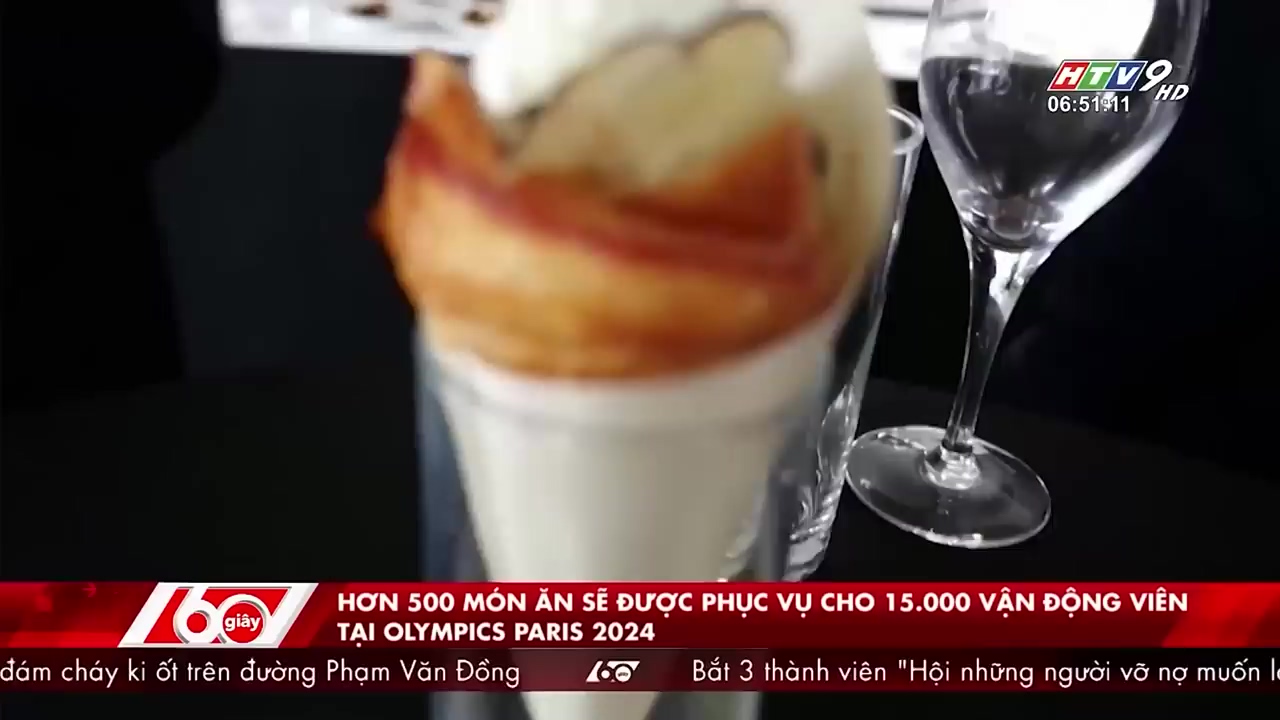 HTV9 HD
06:51:11
60 giây
HƠN 500 MÓN ĂN SẼ ĐƯỢC PHỤC VỤ CHO 15.000 VẬN ĐỘNG VIÊN
TẠI OLYMPICS PARIS 2024
đám cháy ki ốt trên đường Phạm Văn Đồng 60 giây Bắt 3 thành viên "Hội những người vỡ nợ muốn